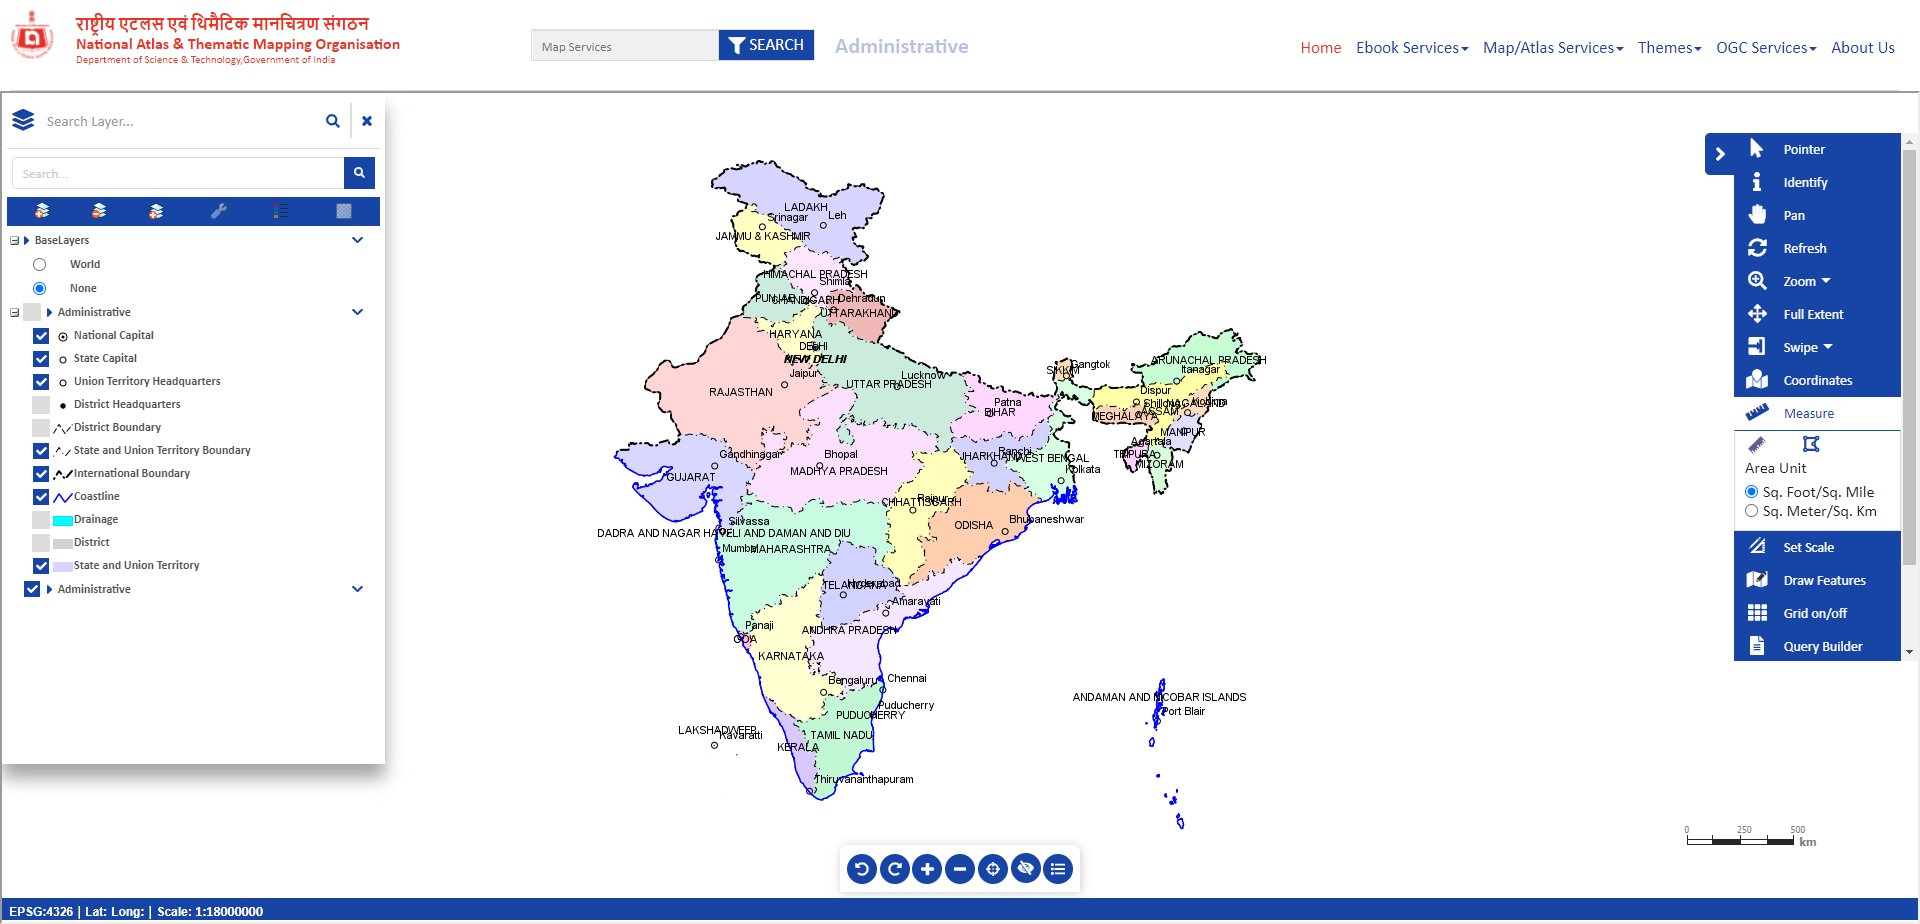 राष्ट्रीय एटलस एवं थिमैटिक मानचित्रण संगठन
National Atlas & Thematic Mapping Organisation
Department of Science & Technology,Government of India
Map Services
SEARCH
Administrative
Home
Ebook Services
Map/Atlas Services
Themes
OGC Services
About Us
Search Layer...
Search...
BaseLayers
World
None
Administrative
National Capital
State Capital
Union Territory Headquarters
District Headquarters
District Boundary
State and Union Territory Boundary
International Boundary
Coastline
Drainage
District
State and Union Territory
Administrative
LADAKH
Srinagar
Leh
JAMMU & KASHMIR
HIMACHAL PRADESH
Shimla
PUNJAB
CHANDIGARH
Dehradun
UTTARAKHAND
HARYANA
DELHI
NEW DELHI
Jaipur
RAJASTHAN
UTTAR PRADESH
Lucknow
Gangtok
SIKKIM
ARUNACHAL PRADESH
Itanagar
Dispur
Shillong
NAGALAND
Kohima
MEGHALAYA
ASSAM
MANIPUR
Agartala
TRIPURA
MIZORAM
Patna
BIHAR
JHARKHAND
Ranchi
WEST BENGAL
Kolkata
Gandhinagar
GUJARAT
Bhopal
MADHYA PRADESH
CHHATTISGARH
Raipur
ODISHA
Bhubaneshwar
Silvassa
DADRA AND NAGAR HAVELI AND DAMAN AND DIU
Mumbai
MAHARASHTRA
TELANGANA
Hyderabad
Amaravati
ANDHRA PRADESH
Panaji
GOA
KARNATAKA
Bengaluru
Chennai
Puducherry
PUDUCHERRY
LAKSHADWEEP
Kavaratti
KERALA
TAMIL NADU
Thiruvananthapuram
ANDAMAN AND NICOBAR ISLANDS
Port Blair
Pointer
Identify
Pan
Refresh
Zoom
Full Extent
Swipe
Coordinates
Measure
Area Unit
Sq. Foot/Sq. Mile
Sq. Meter/Sq. Km
Set Scale
Draw Features
Grid on/off
Query Builder
0 250 500
km
EPSG:4326 | Lat: Long: | Scale: 1:18000000